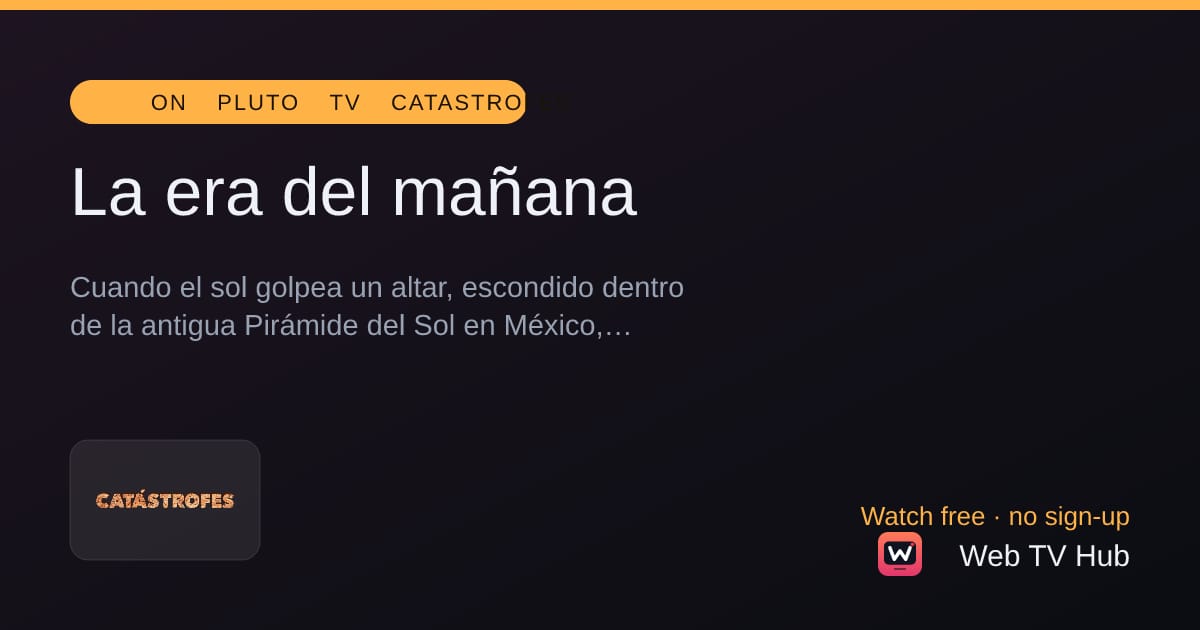 ON PLUTO TV CATASTROFES
La era del mañana
Cuando el sol golpea un altar, escondido dentro
de la antigua Pirámide del Sol en México,…
CATÁSTROFES
Watch free · no sign-up
W
Web TV Hub